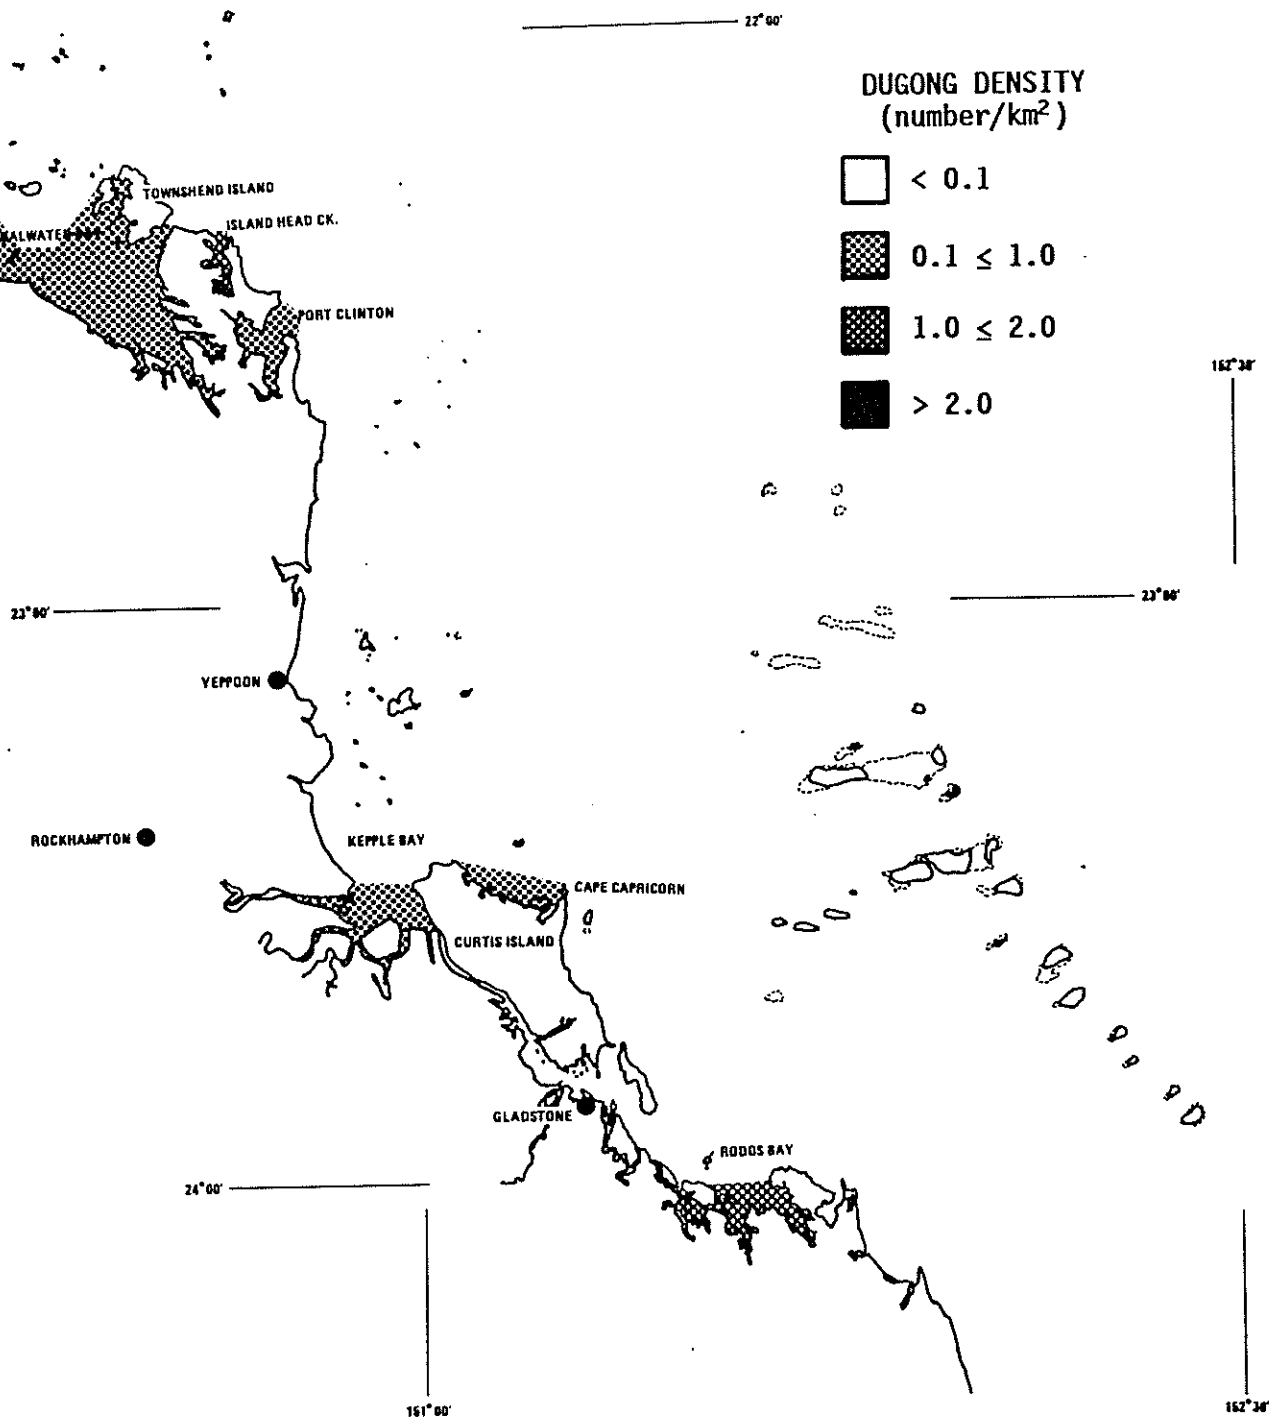 22°00'
DUGONG DENSITY
(number/km²)
< 0.1
0.1 ≤ 1.0
1.0 ≤ 2.0
> 2.0
TOWNSHEND ISLAND
ISLAND HEAD CK.
PORT CLINTON
152°30'
23°00'
23°00'
YEPPOON
ROCKHAMPTON
KEPPLE BAY
CAPE CAPRICORN
CURTIS ISLAND
GLADSTONE
RODDS BAY
24°00'
151°00'
152°30'